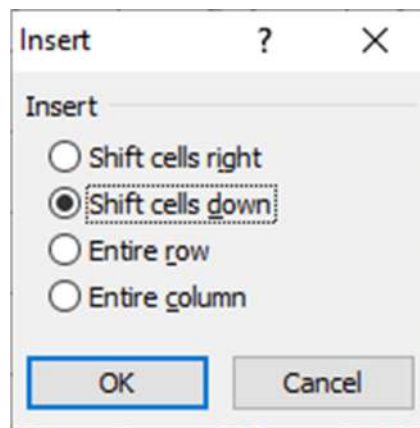 Insert ?
Insert
Shift cells right
Shift cells down
Entire row
Entire column
OK Cancel